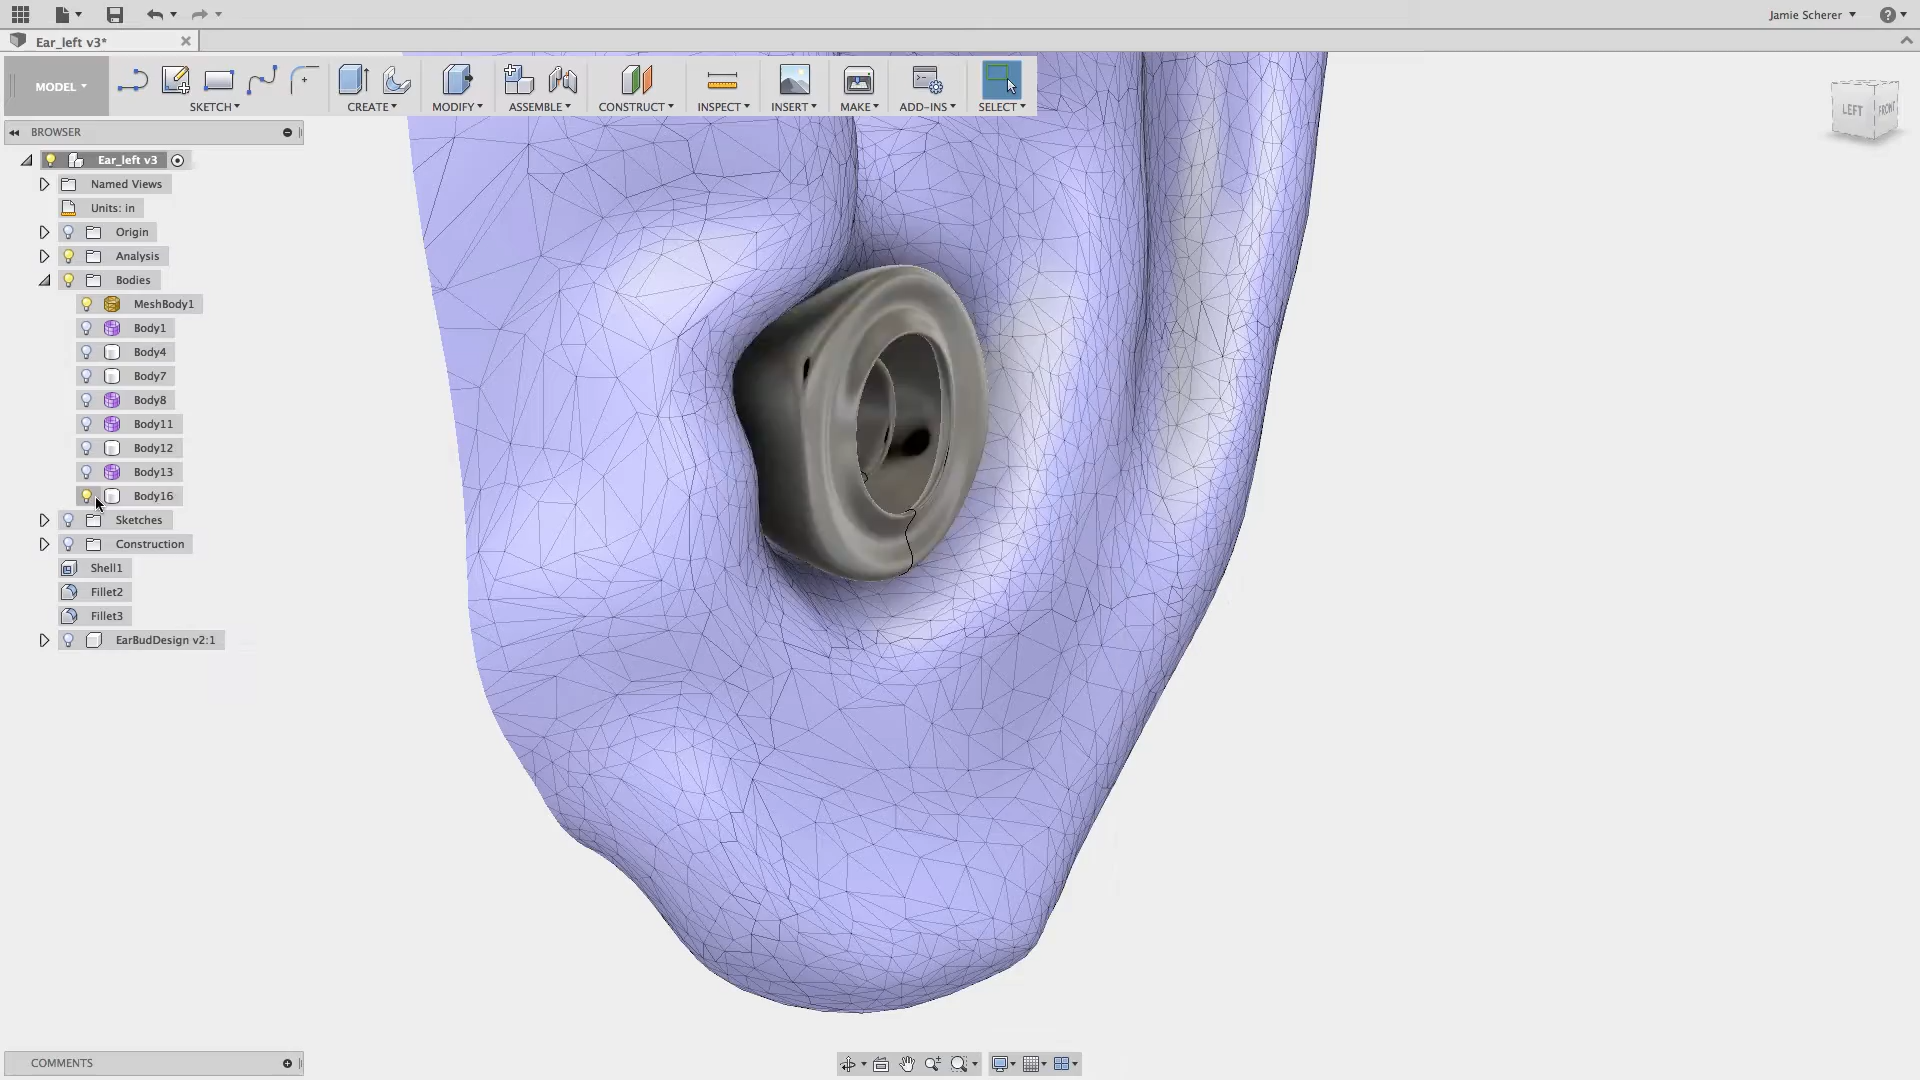 Jamie Scherer
Ear_left v3*
MODEL
SKETCH
CREATE
MODIFY
ASSEMBLE
CONSTRUCT
INSPECT
INSERT
MAKE
ADD-INS
SELECT
LEFT
FRONT
BROWSER
Ear_left v3
Named Views
Units: in
Origin
Analysis
Bodies
MeshBody1
Body1
Body4
Body7
Body8
Body11
Body12
Body13
Body16
Sketches
Construction
Shell1
Fillet2
Fillet3
EarBudDesign v2:1
COMMENTS